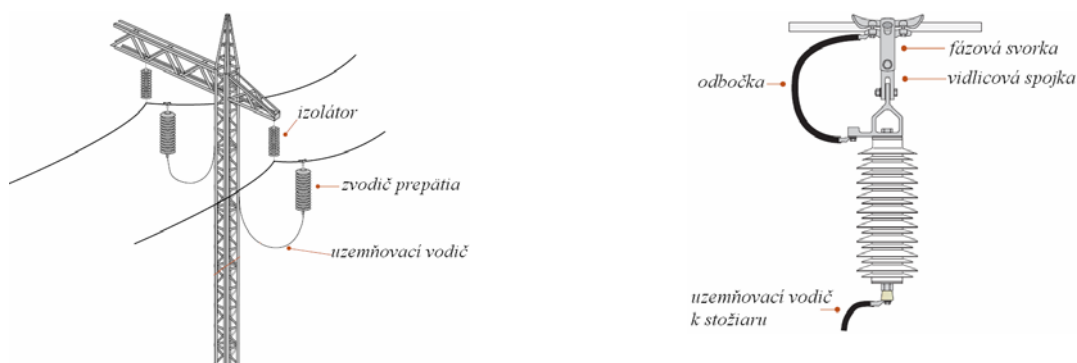 izolátor
zvodič prepätia
uzemňovací vodič
fázová svorka
odbočka
vidlicová spojka
uzemňovací vodič
k stožiaru